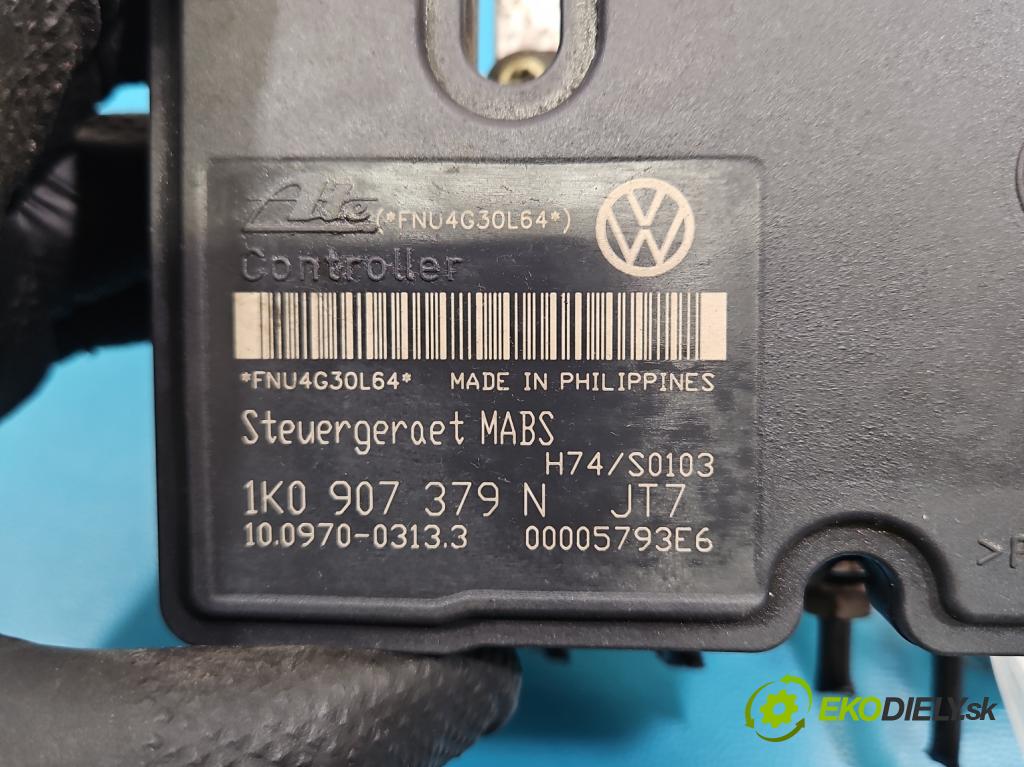 Ate (*FNU4G30L64*)
Controller
*FNU4G30L64* MADE IN PHILIPPINES
Steuergeraet MABS
H74/S0103
1K0 907 379 N JT7
10.0970-0313.3 00005793E6
>P
EKODIELY.sk